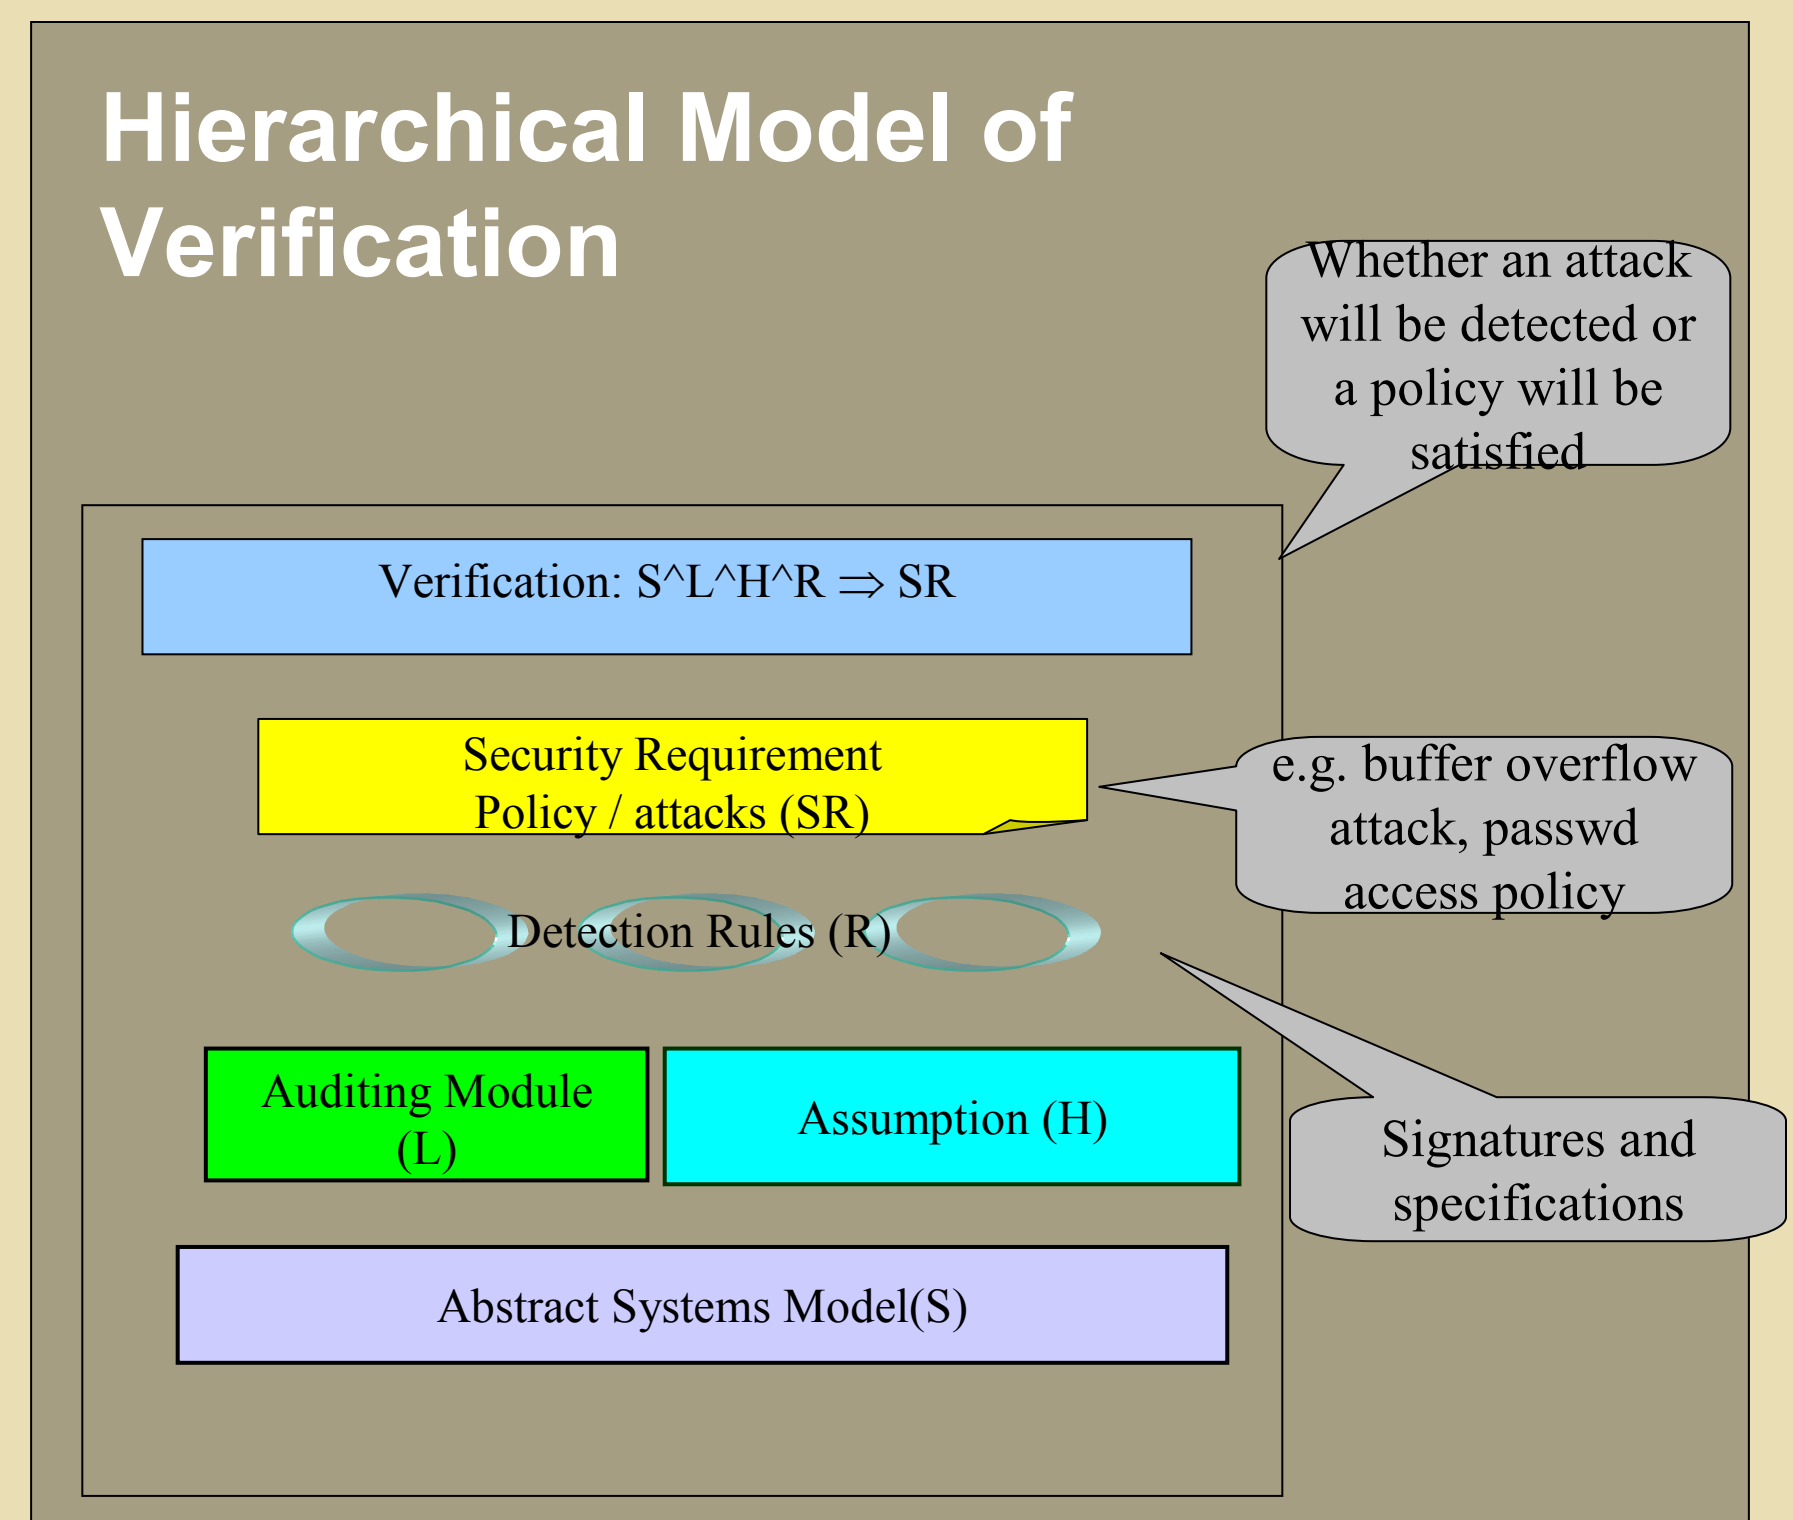 Hierarchical Model of
Verification
Whether an attack
will be detected or
a policy will be
satisfied
Verification: S^L^H^R ⇒ SR
Security Requirement
Policy / attacks (SR)
e.g. buffer overflow
attack, passwd
access policy
Detection Rules (R)
Auditing Module
(L)
Assumption (H)
Signatures and
specifications
Abstract Systems Model(S)